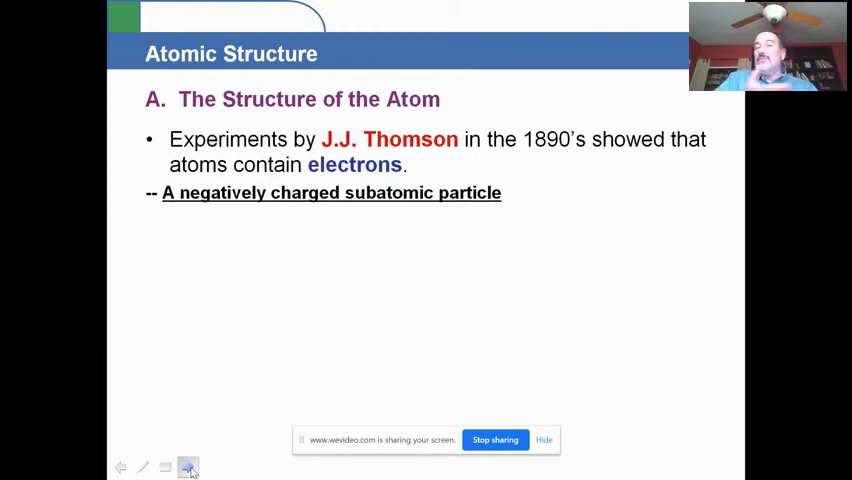 Atomic Structure
A. The Structure of the Atom
• Experiments by J.J. Thomson in the 1890's showed that
atoms contain electrons.
-- A negatively charged subatomic particle
www.wevideo.com is sharing your screen. Stop sharing Hide